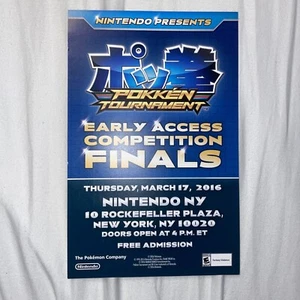 NINTENDO PRESENTS
ポッ拳
POKKÉN
TOURNAMENT
EARLY ACCESS
COMPETITION
FINALS
THURSDAY, MARCH 17, 2016
NINTENDO NY
10 ROCKEFELLER PLAZA,
NEW YORK, NY 10020
DOORS OPEN AT 4 P.M. ET
FREE ADMISSION
The Pokémon Company
Nintendo